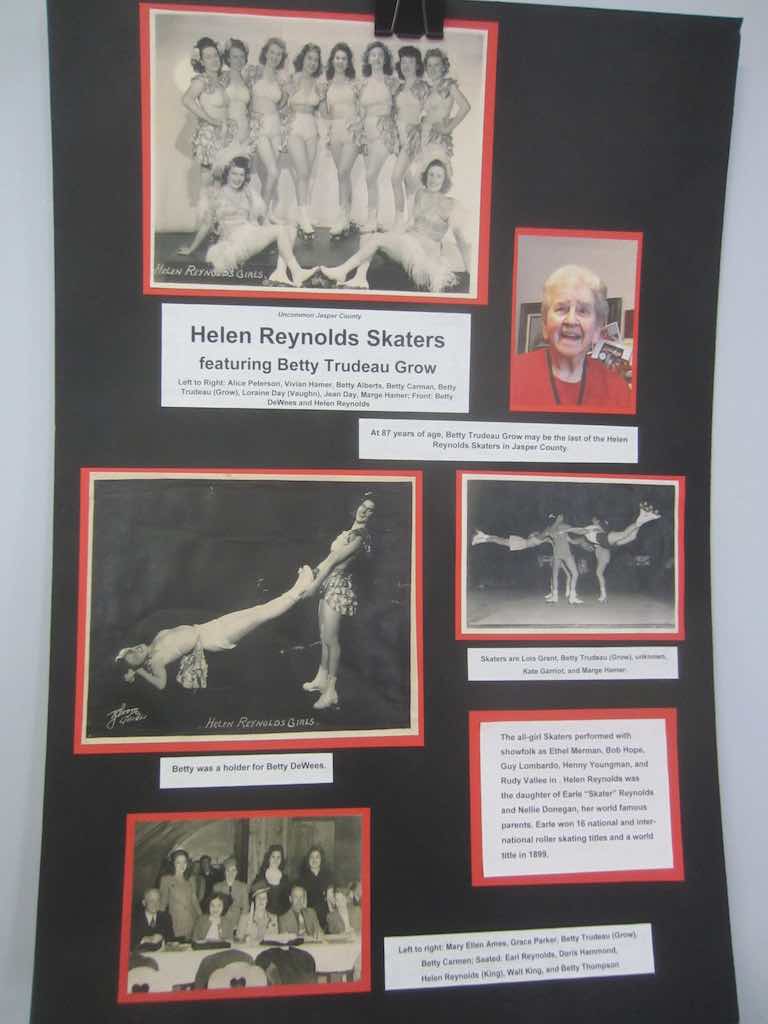 HELEN REYNOLDS GIRLS
Uncommon Jasper County
Helen Reynolds Skaters
featuring Betty Trudeau Grow
Left to Right: Alice Peterson, Vivian Hamer, Betty Alberts, Betty Carman, Betty
Trudeau (Grow), Loraine Day (Vaughn), Jean Day, Marge Hamer; Front: Betty
DeWees and Helen Reynolds
At 87 years of age, Betty Trudeau Grow may be the last of the Helen
Reynolds Skaters in Jasper County.
HELEN REYNOLDS GIRLS
Betty was a holder for Betty DeWees.
Skaters are Lois Grant, Betty Trudeau (Grow), unknown,
Kate Garriot, and Marge Hamer.
The all-girl Skaters performed with
showfolk as Ethel Merman, Bob Hope,
Guy Lombardo, Henny Youngman, and
Rudy Vallee in . Helen Reynolds was
the daughter of Earle “Skater” Reynolds
and Nellie Donegan, her world famous
parents. Earle won 16 national and inter-
national roller skating titles and a world
title in 1899.
Left to right: Mary Ellen Ames, Grace Parker, Betty Trudeau (Grow),
Betty Carmen; Seated: Earl Reynolds, Doris Hammond,
Helen Reynolds (King), Walt King, and Betty Thompson